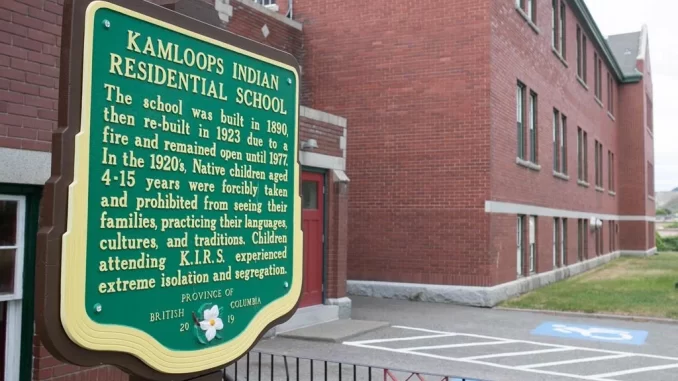 KAMLOOPS INDIAN
RESIDENTIAL SCHOOL
The school was built in 1890,
then re-built in 1923 due to a
fire and remained open until 1977.
In the 1920's, Native children aged
4-15 years were forcibly taken
and prohibited from seeing their
families, practicing their languages,
cultures, and traditions. Children
attending K.I.R.S. experienced
extreme isolation and segregation.
PROVINCE OF
BRITISH COLUMBIA
20 19